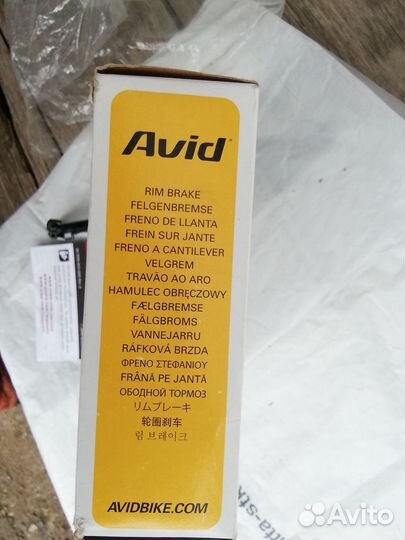 Avid
RIM BRAKE
FELGENBREMSE
FRENO DE LLANTA
FREIN SUR JANTE
FRENO A CANTILEVER
VELGREM
TRAVÃO AO ARO
HAMULEC OBRĘCZOWY
FÆLGBREMSE
FÄLGBROMS
VANNEJARRU
RÁFKOVÁ BRZDA
ΦΡΕΝΟ ΣΤΕΦΑΝΙΟΥ
FRÂNĂ PE JANTĂ
ОБОДНОЙ ТОРМОЗ
リムブレーキ
轮圈刹车
림 브레이크
AVIDBIKE.COM
Avito